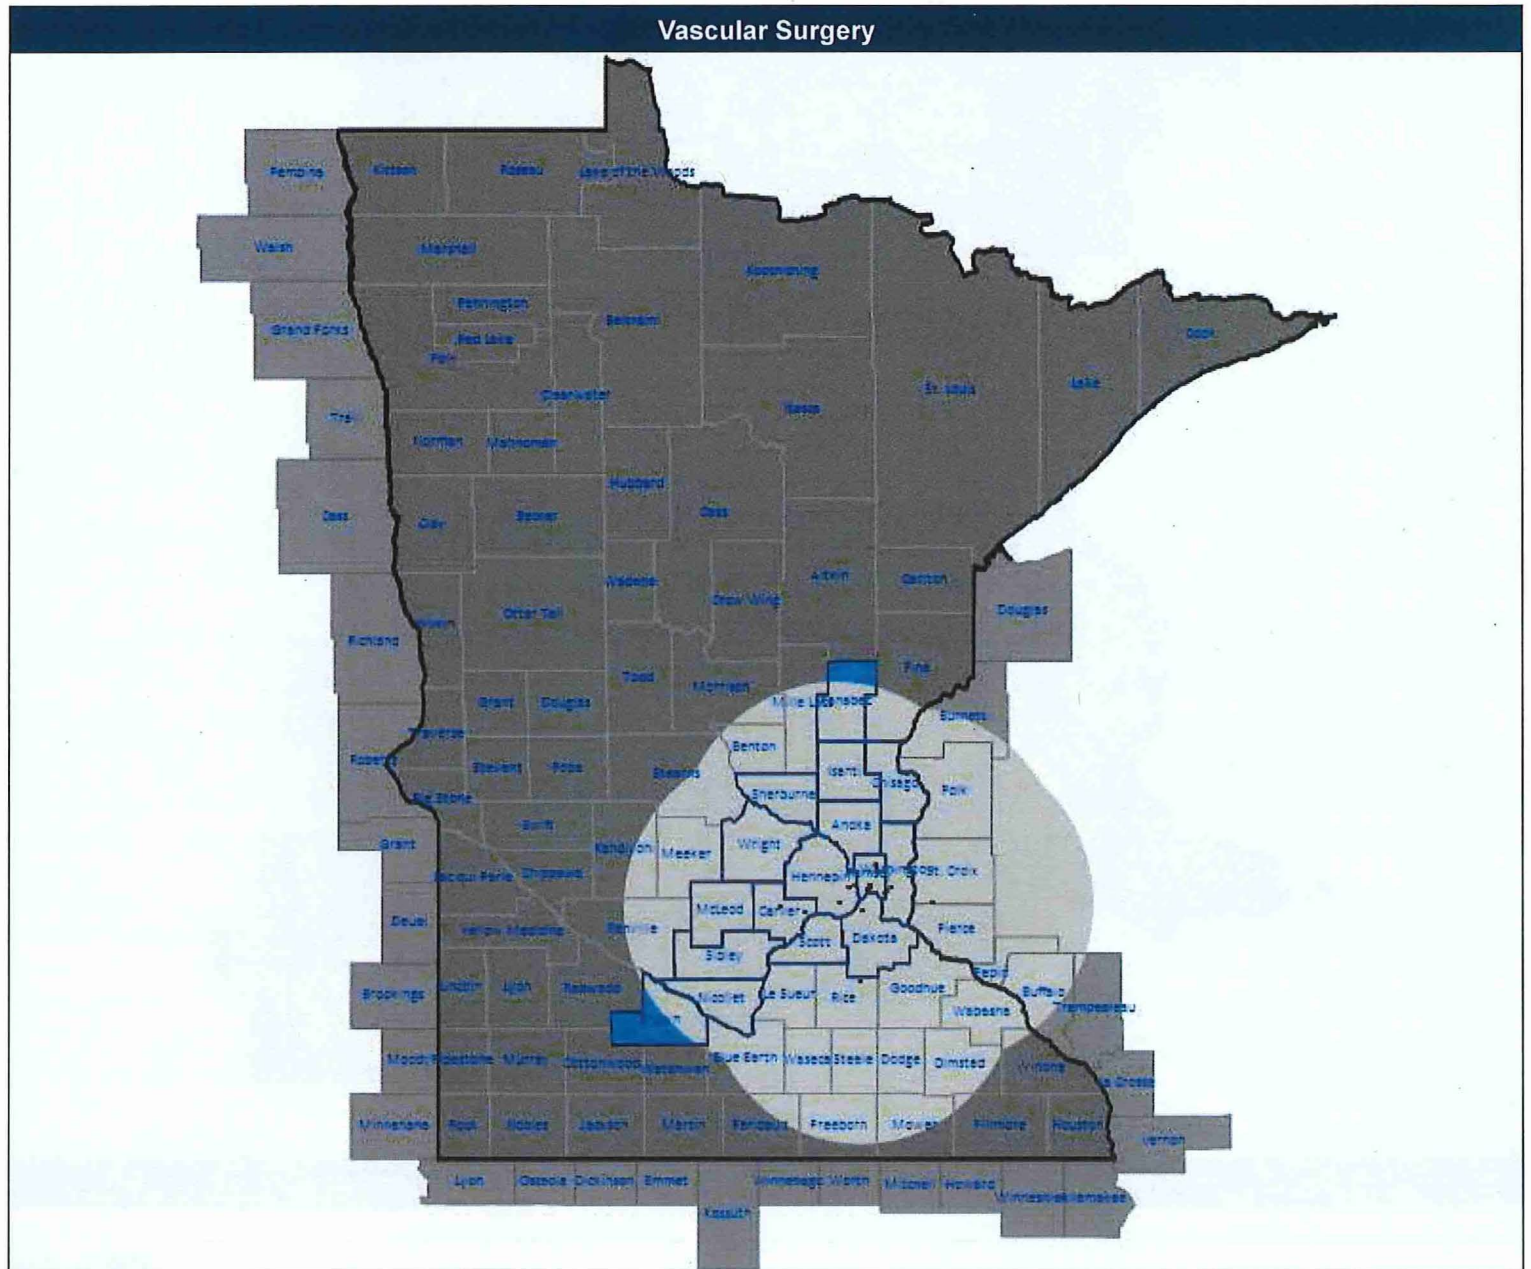 Vascular Surgery
Pembina
Kittson
Roseau
Lake of the Woods
Walsh
Marshall
Koochiching
Pennington
Grand Forks
Beltrami
Red Lake
Cook
Polk
Clearwater
St. Louis
Lake
Itasca
Norman
Mahnomen
Hubbard
Cass
Clay
Becker
Cass
Wadena
Aitkin
Carlton
Crow Wing
Otter Tail
Douglas
Richland
Todd
Morrison
Pine
Grant
Douglas
Burnett
Traverse
Benton
Stevens
Pope
Stearns
Isanti
Chisago
Polk
Sherburne
Big Stone
Swift
Anoka
Grant
Kandiyohi
Meeker
Wright
Hennepin
St. Croix
Lac qui Parle
Chippewa
McLeod
Carver
Deuel
Yellow Medicine
Renville
Scott
Dakota
Pierce
Sibley
Pepin
Brookings
Lincoln
Lyon
Redwood
Nicollet
Le Sueur
Rice
Goodhue
Buffalo
Wabasha
Trempealeau
Moody
Pipestone
Murray
Cottonwood
Watonwan
Blue Earth
Waseca
Steele
Dodge
Olmsted
Winona
La Crosse
Minnehaha
Rock
Nobles
Jackson
Martin
Faribault
Freeborn
Mower
Fillmore
Houston
Vernon
Lyon
Osceola
Dickinson
Emmet
Winnebago
Worth
Mitchell
Howard
Winneshiek
Allamakee
Kossuth